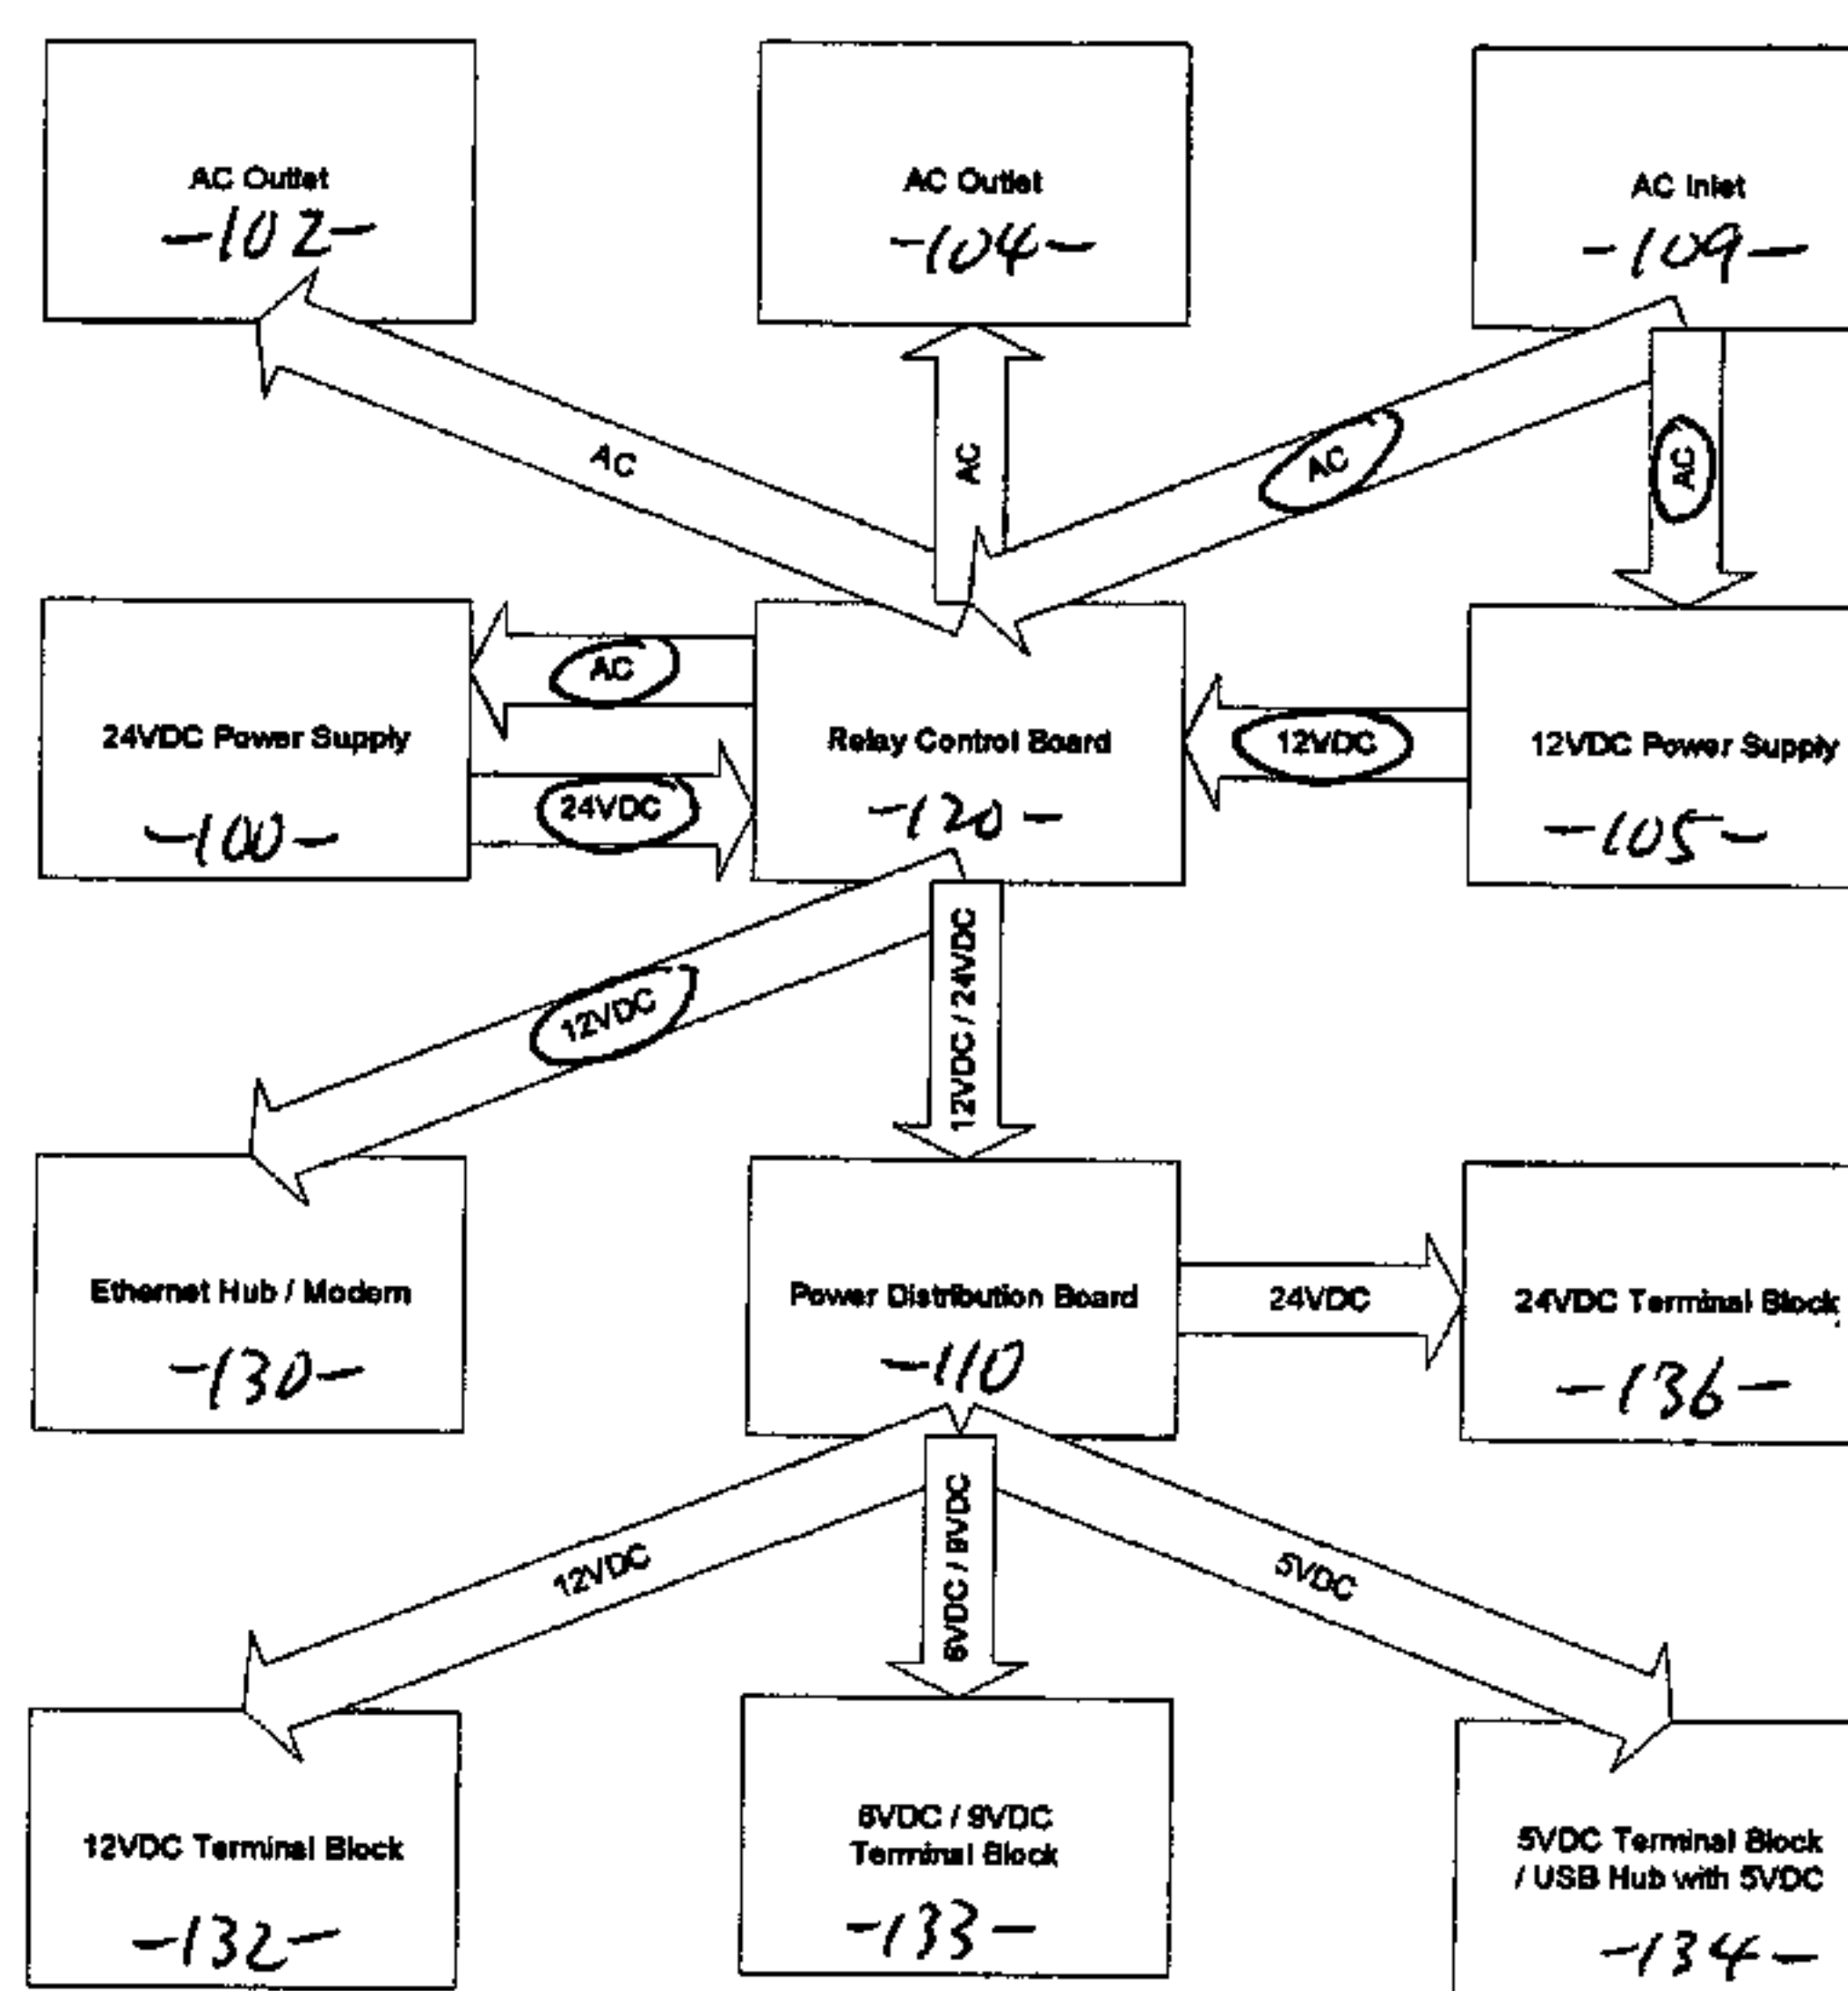 AC Outlet
-102-
AC Outlet
-104-
AC Inlet
-109-
AC
AC
AC
AC
24VDC Power Supply
-100-
AC
24VDC
Relay Control Board
-120-
12VDC
12VDC Power Supply
-105-
12VDC
12VDC / 24VDC
Ethernet Hub / Modem
-130-
Power Distribution Board
-110
24VDC
24VDC Terminal Block
-136-
12VDC
6VDC / 9VDC
5VDC
12VDC Terminal Block
-132-
6VDC / 9VDC
Terminal Block
-133-
5VDC Terminal Block
/ USB Hub with 5VDC
-134-